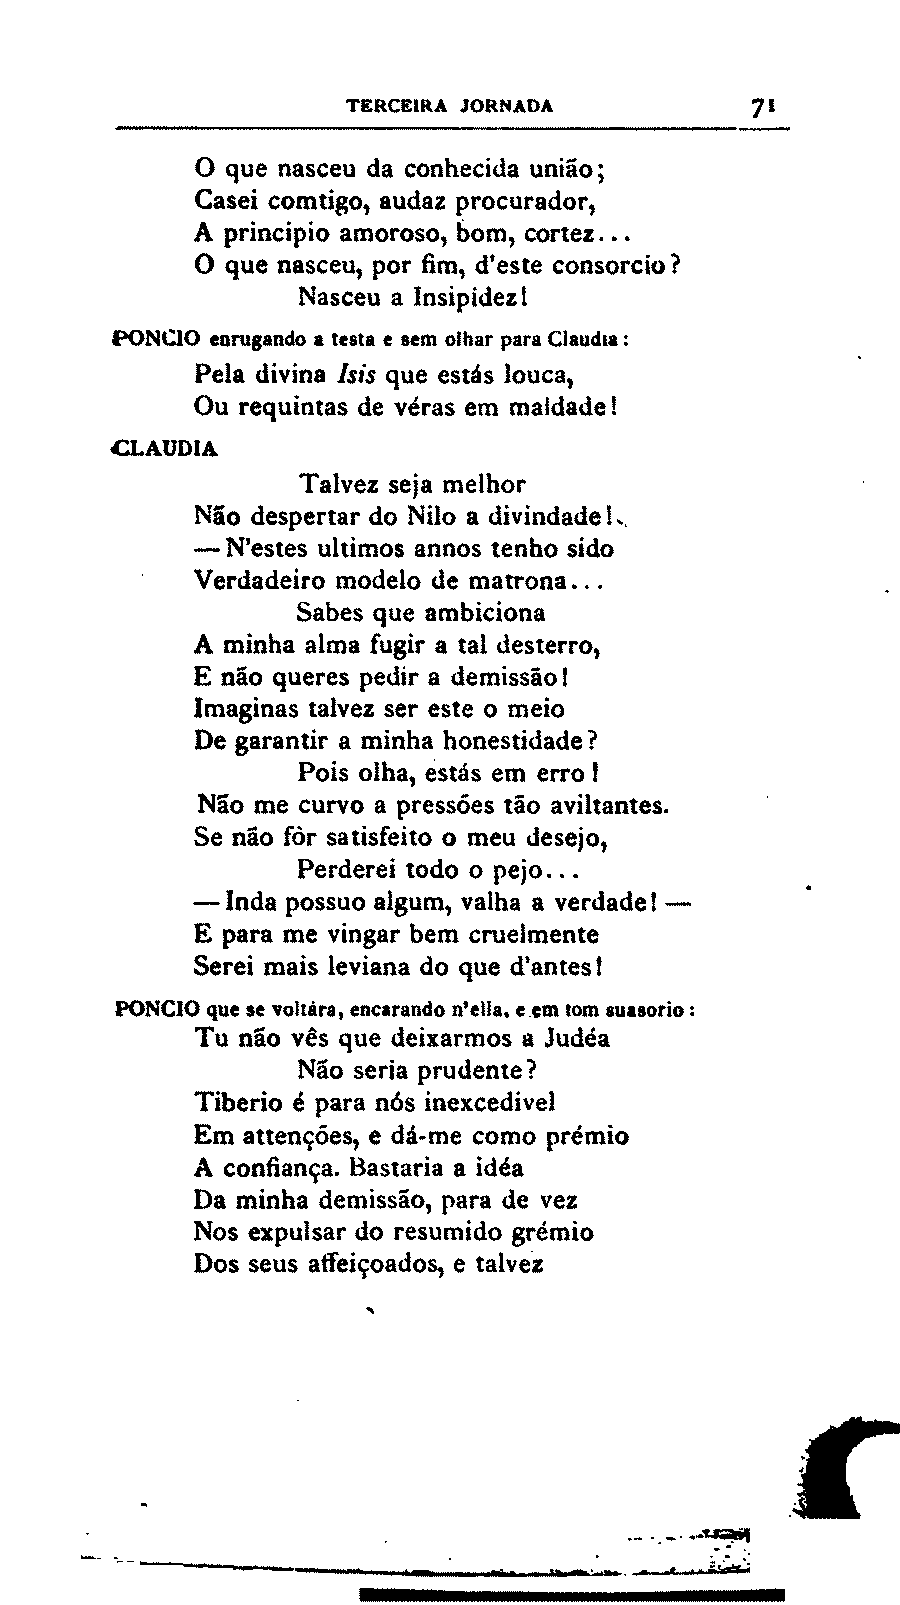 TERCEIRA JORNADA 71
O que nasceu da conhecida união;
Casei comtigo, audaz procurador,
A principio amoroso, bom, cortez...
O que nasceu, por fim, d'este consorcio?
Nasceu a Insipidez!
PONCIO enrugando a testa e sem olhar para Claudia:
Pela divina Isis que estás louca,
Ou requintas de véras em maldade!
CLAUDIA
Talvez seja melhor
Não despertar do Nilo a divindade!
— N'estes ultimos annos tenho sido
Verdadeiro modelo de matrona...
Sabes que ambiciona
A minha alma fugir a tal desterro,
E não queres pedir a demissão!
Imaginas talvez ser este o meio
De garantir a minha honestidade?
Pois olha, estás em erro!
Não me curvo a pressões tão aviltantes.
Se não fôr satisfeito o meu desejo,
Perderei todo o pejo...
— Inda possuo algum, valha a verdade! —
E para me vingar bem cruelmente
Serei mais leviana do que d'antes!
PONCIO que se voltára, encarando n'ella, e em tom suasorio:
Tu não vês que deixarmos a Judéa
Não seria prudente?
Tiberio é para nós inexcedivel
Em attenções, e dá-me como prémio
A confiança. Bastaria a idéa
Da minha demissão, para de vez
Nos expulsar do resumido grémio
Dos seus affeiçoados, e talvez